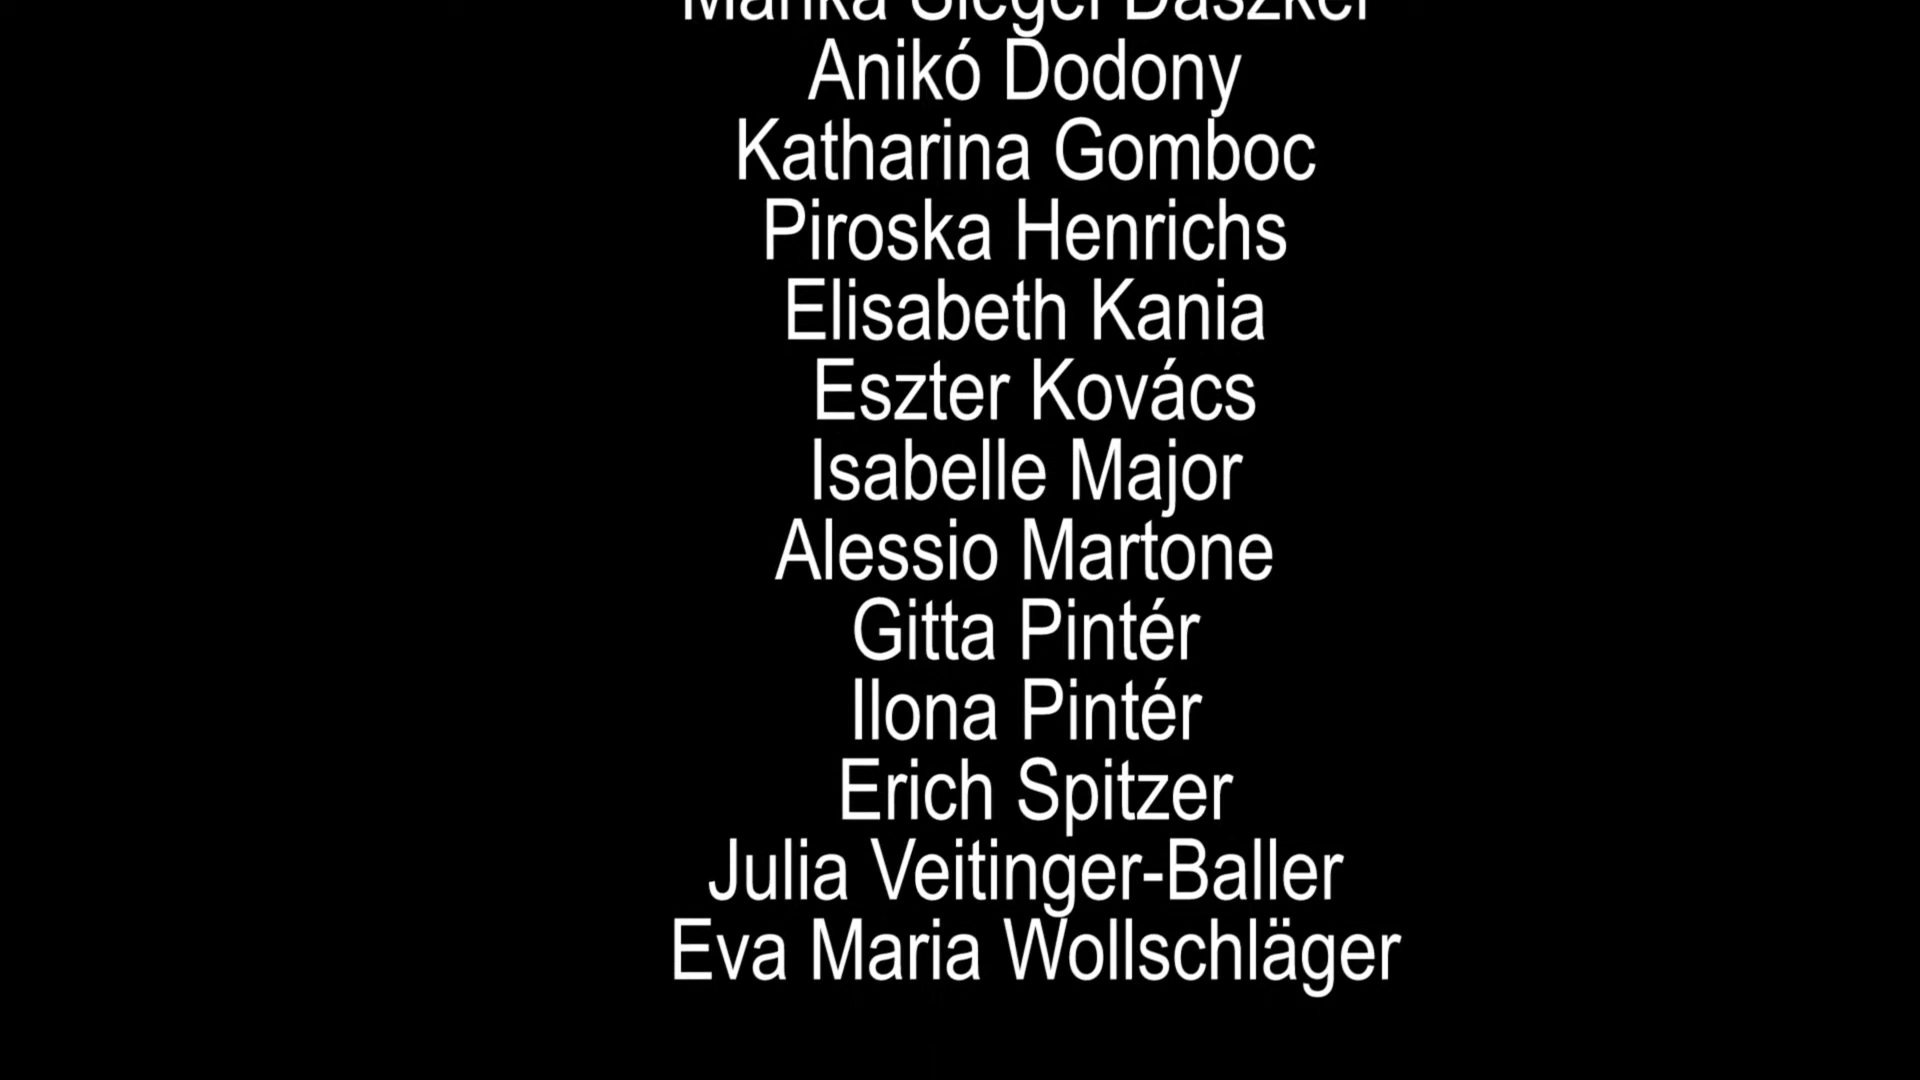 Anikó Dodony
Katharina Gomboc
Piroska Henrichs
Elisabeth Kania
Eszter Kovács
Isabelle Major
Alessio Martone
Gitta Pintér
Ilona Pintér
Erich Spitzer
Julia Veitinger-Baller
Eva Maria Wollschläger